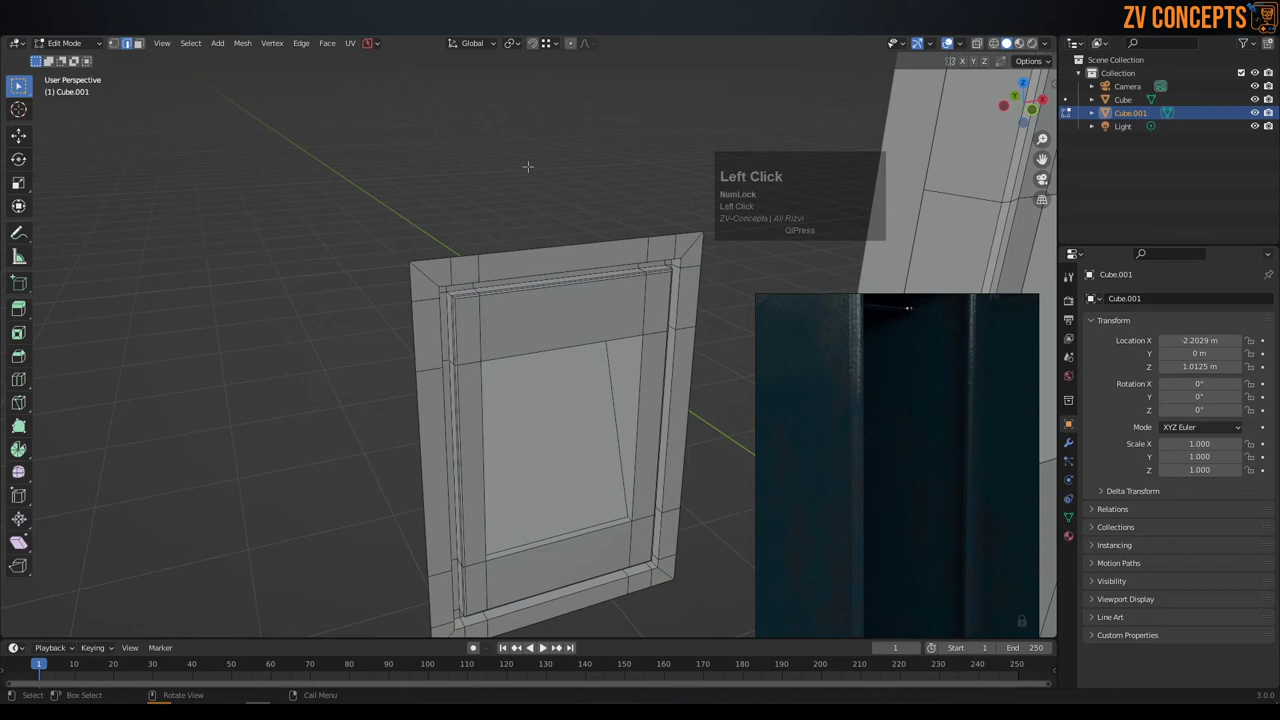 ZV CONCEPTS
Edit Mode
View Select Add Mesh Vertex Edge Face UV
Global
X Y Z Options
User Perspective
(1) Cube.001
Z
Y
X
Left Click
NumLock
Left Click
ZV-Concepts | Ali Rizvi
QiPress
Scene Collection
Collection
Camera
Cube
Cube.001
Light
Cube.001
Cube.001
Transform
Location X -2.2029 m
Y 0 m
Z 1.0125 m
Rotation X 0°
Y 0°
Z 0°
Mode XYZ Euler
Scale X 1.000
Y 1.000
Z 1.000
Delta Transform
Relations
Collections
Instancing
Motion Paths
Visibility
Viewport Display
Line Art
Custom Properties
Playback Keying View Marker 1 Start 1 End 250
1 10 20 30 40 50 60 70 80 90 100 110 120 130 140 150 160 170 180 190 200 210 220 230 240 250
Select Box Select Rotate View Call Menu 3.0.0